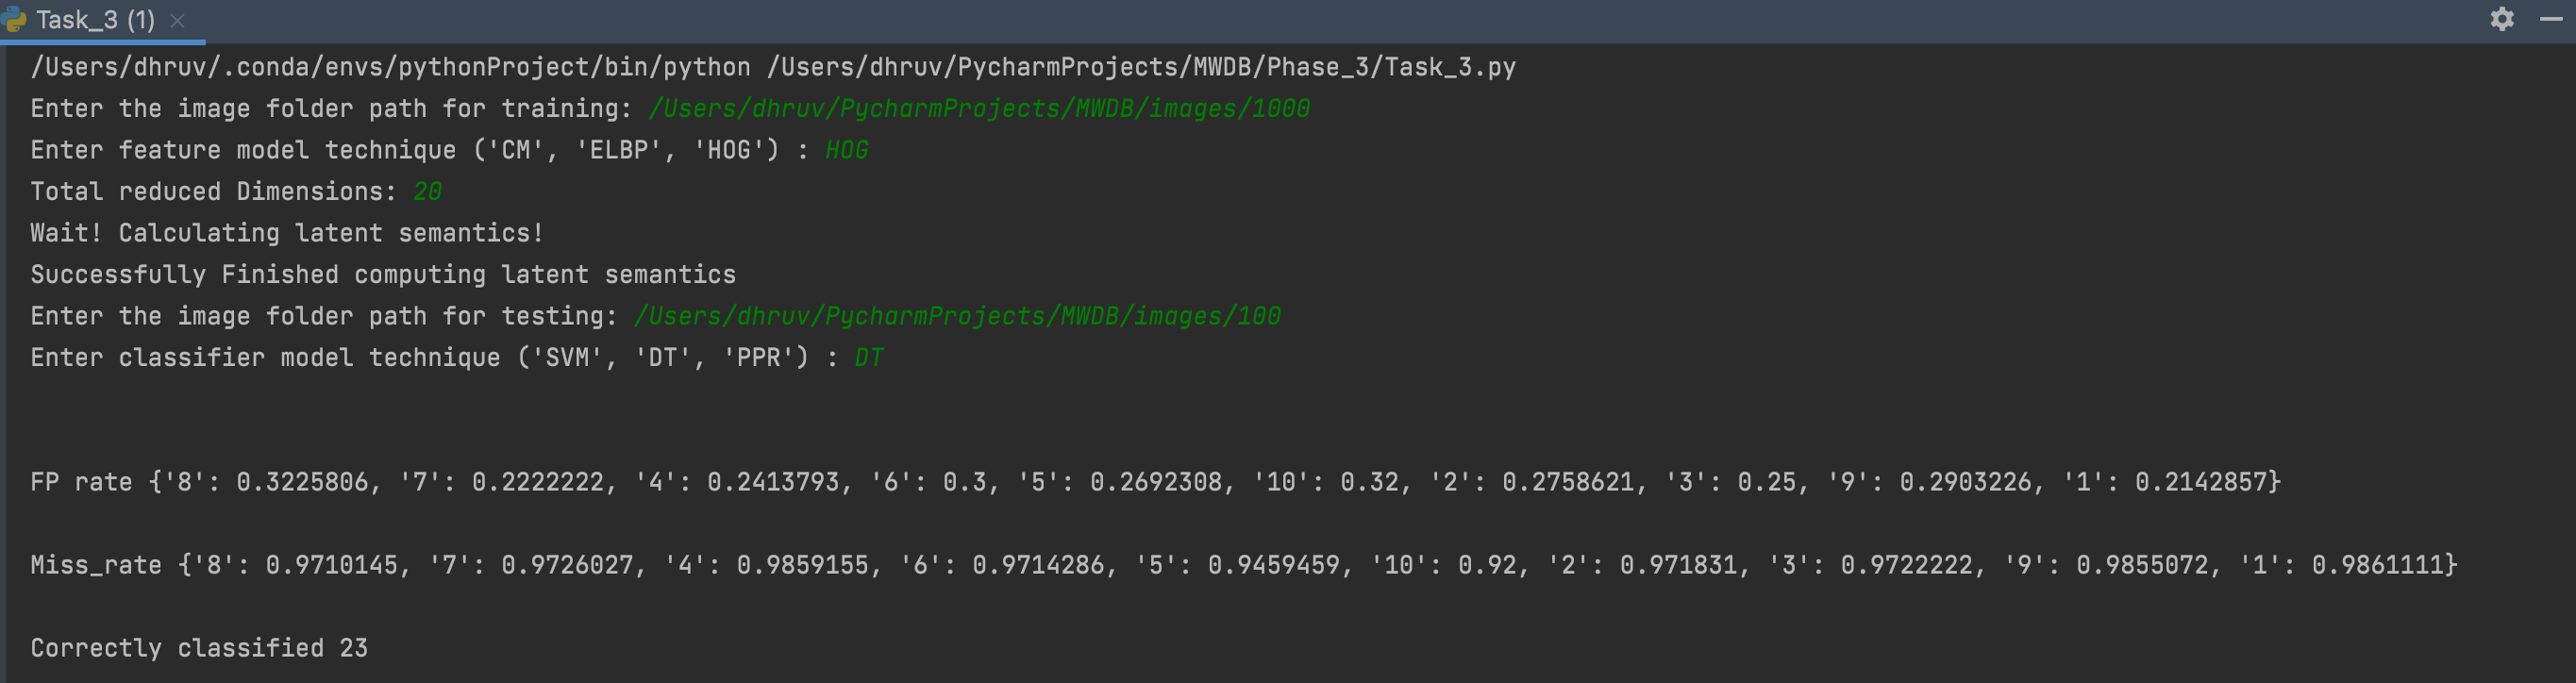 Task_3 (1)
/Users/dhruv/.conda/envs/pythonProject/bin/python /Users/dhruv/PycharmProjects/MWDB/Phase_3/Task_3.py
Enter the image folder path for training: /Users/dhruv/PycharmProjects/MWDB/images/1000
Enter feature model technique ('CM', 'ELBP', 'HOG') : HOG
Total reduced Dimensions: 20
Wait! Calculating latent semantics!
Successfully Finished computing latent semantics
Enter the image folder path for testing: /Users/dhruv/PycharmProjects/MWDB/images/100
Enter classifier model technique ('SVM', 'DT', 'PPR') : DT
FP rate {'8': 0.3225806, '7': 0.2222222, '4': 0.2413793, '6': 0.3, '5': 0.2692308, '10': 0.32, '2': 0.2758621, '3': 0.25, '9': 0.2903226, '1': 0.2142857}
Miss_rate {'8': 0.9710145, '7': 0.9726027, '4': 0.9859155, '6': 0.9714286, '5': 0.9459459, '10': 0.92, '2': 0.971831, '3': 0.9722222, '9': 0.9855072, '1': 0.9861111}
Correctly classified 23